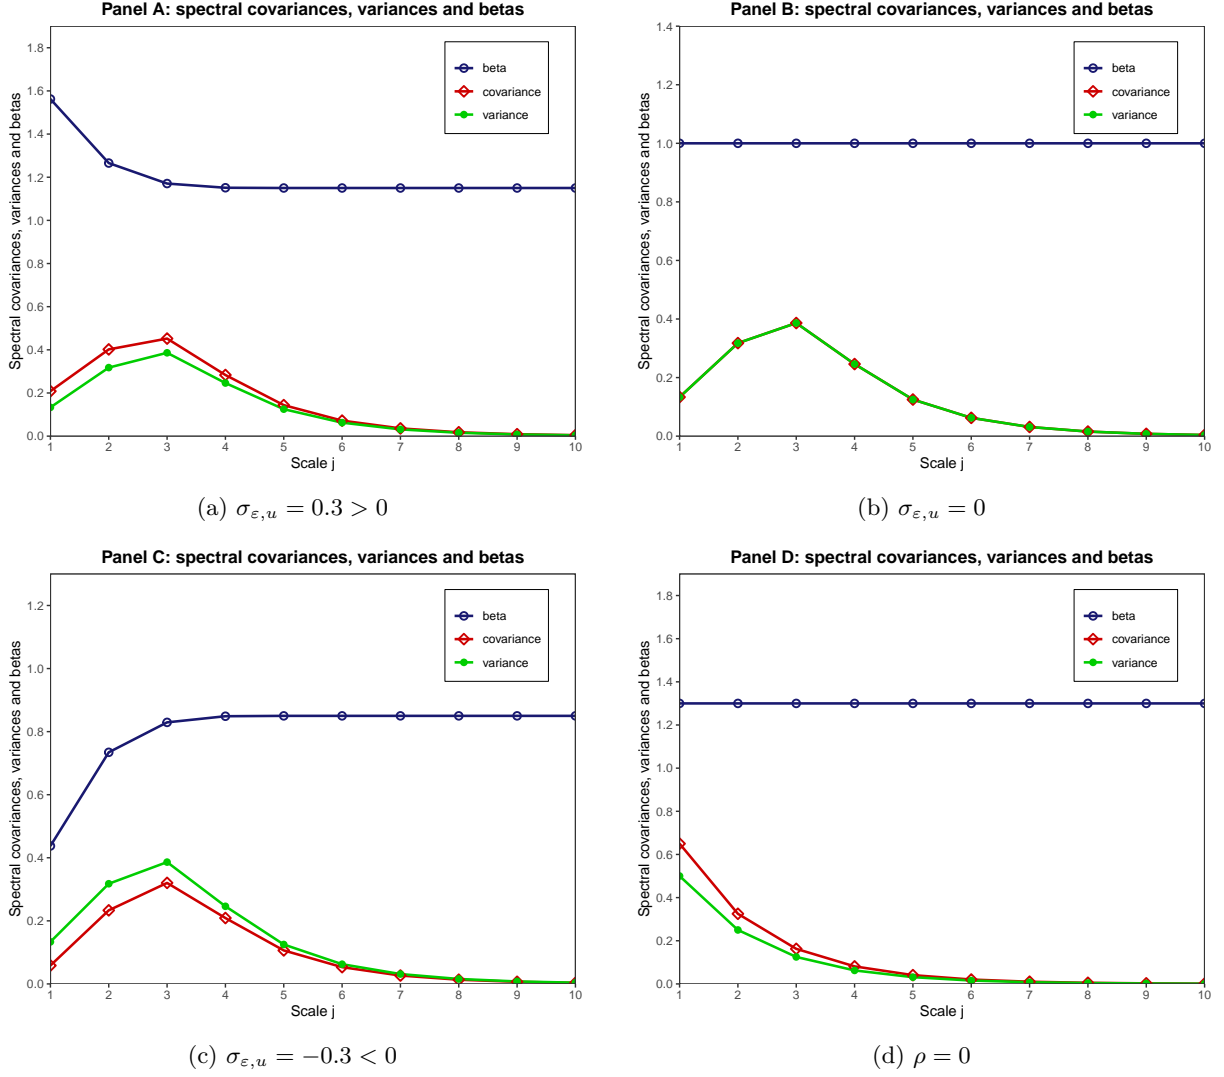 Panel A: spectral covariances, variances and betas
Spectral covariances, variances and betas
1.8
1.6
1.4
1.2
1.0
0.8
0.6
0.4
0.2
0.0
beta
covariance
variance
1 2 3 4 5 6 7 8 9 10
Scale j
(a) σε,u = 0.3 > 0
Panel B: spectral covariances, variances and betas
Spectral covariances, variances and betas
1.4
1.2
1.0
0.8
0.6
0.4
0.2
0.0
beta
covariance
variance
1 2 3 4 5 6 7 8 9 10
Scale j
(b) σε,u = 0
Panel C: spectral covariances, variances and betas
Spectral covariances, variances and betas
1.2
1.0
0.8
0.6
0.4
0.2
0.0
beta
covariance
variance
1 2 3 4 5 6 7 8 9 10
Scale j
(c) σε,u = −0.3 < 0
Panel D: spectral covariances, variances and betas
Spectral covariances, variances and betas
1.8
1.6
1.4
1.2
1.0
0.8
0.6
0.4
0.2
0.0
beta
covariance
variance
1 2 3 4 5 6 7 8 9 10
Scale j
(d) ρ = 0